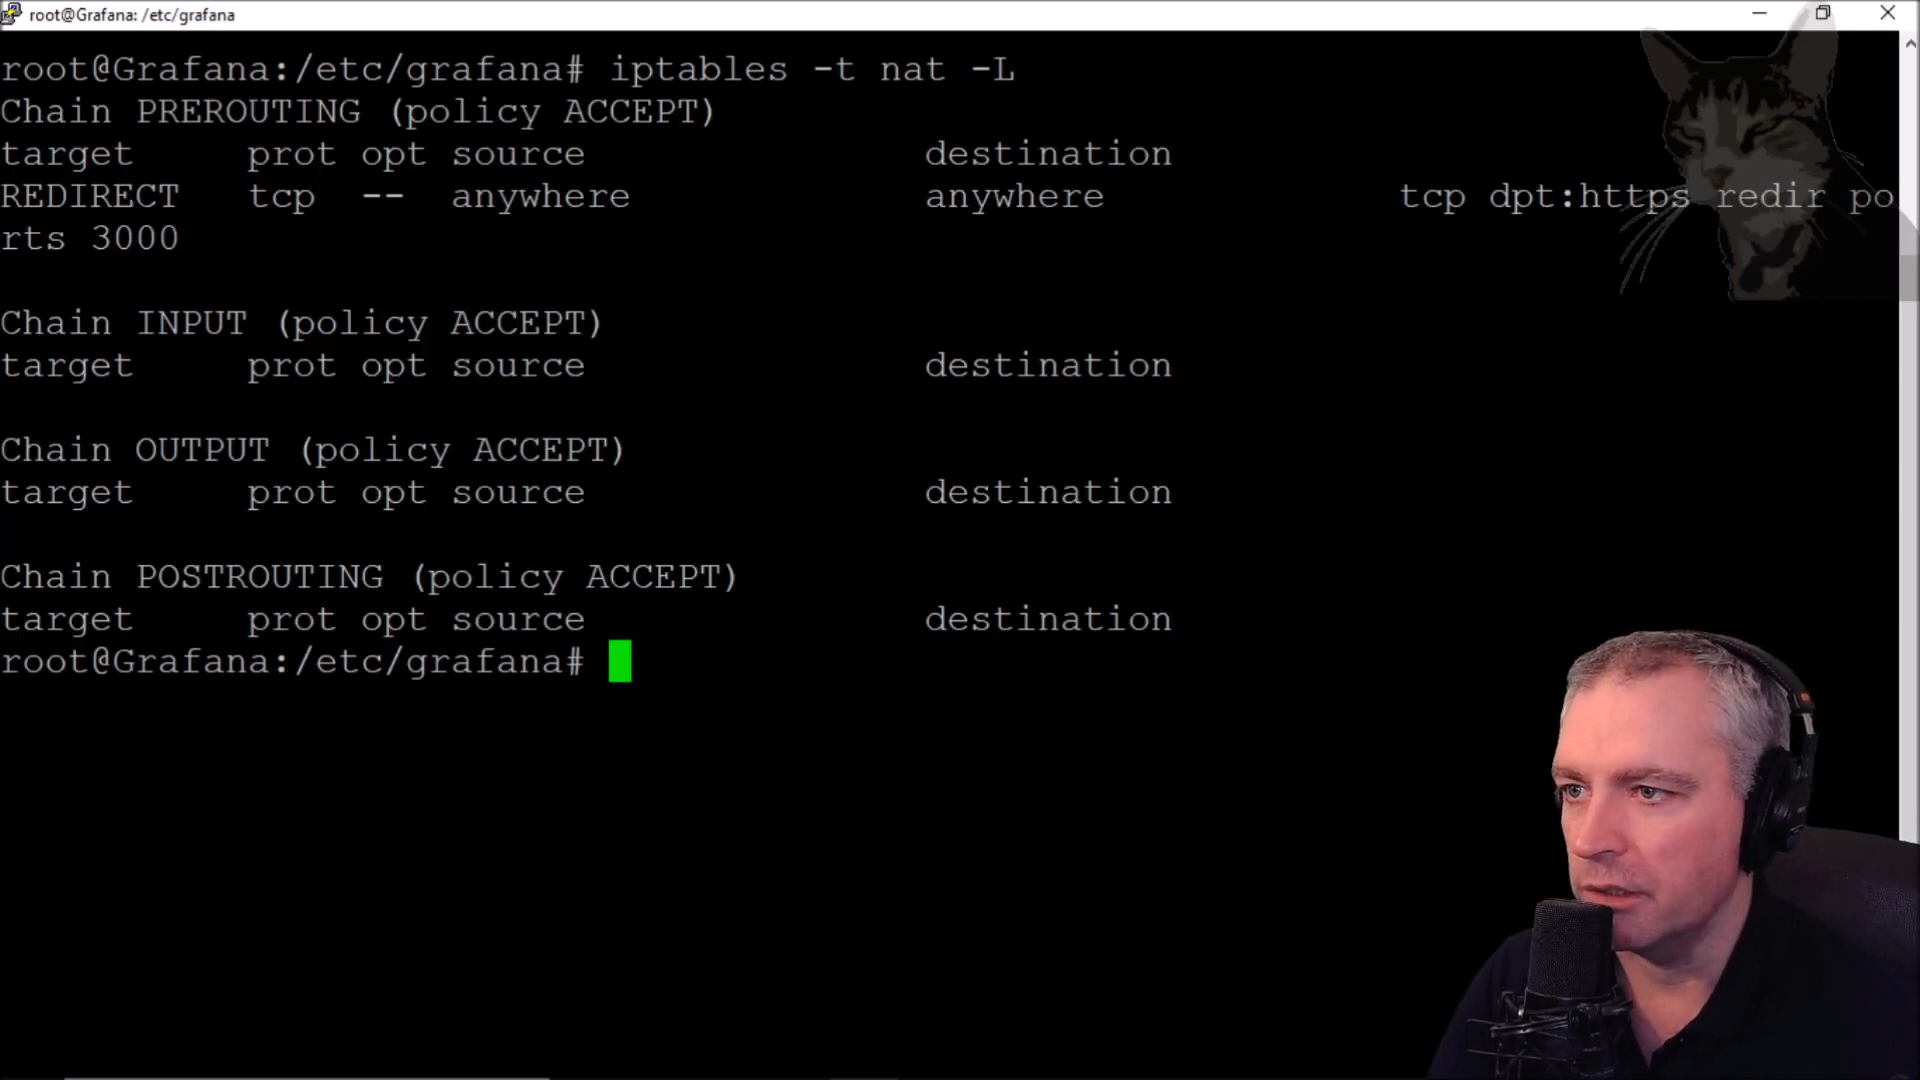 root@Grafana: /etc/grafana
root@Grafana:/etc/grafana# iptables -t nat -L
Chain PREROUTING (policy ACCEPT)
target     prot opt source               destination
REDIRECT   tcp  --  anywhere             anywhere             tcp dpt:https redir po
rts 3000
Chain INPUT (policy ACCEPT)
target     prot opt source               destination
Chain OUTPUT (policy ACCEPT)
target     prot opt source               destination
Chain POSTROUTING (policy ACCEPT)
target     prot opt source               destination
root@Grafana:/etc/grafana#